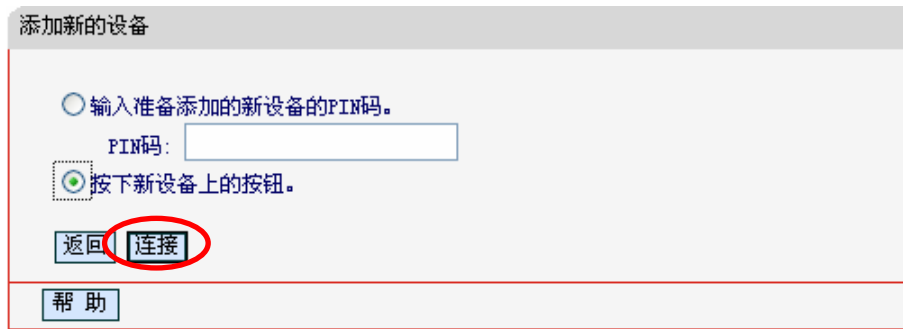 添加新的设备
输入准备添加的新设备的PIN码。
PIN码:
按下新设备上的按钮。
返回 连接
帮 助